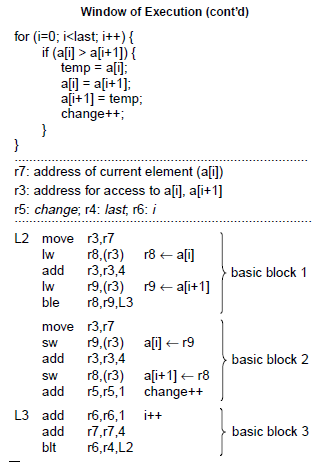 Window of Execution (cont'd)
for (i=0; i<last; i++) {
if (a[i] > a[i+1]) {
temp = a[i];
a[i] = a[i+1];
a[i+1] = temp;
change++;
}
}
r7: address of current element (a[i])
r3: address for access to a[i], a[i+1]
r5: change; r4: last; r6: i
L2 move r3,r7
lw r8,(r3) r8 ← a[i]
add r3,r3,4
lw r9,(r3) r9 ← a[i+1]
ble r8,r9,L3
basic block 1
move r3,r7
sw r9,(r3) a[i] ← r9
add r3,r3,4
sw r8,(r3) a[i+1] ← r8
add r5,r5,1 change++
basic block 2
L3 add r6,r6,1 i++
add r7,r7,4
blt r6,r4,L2
basic block 3